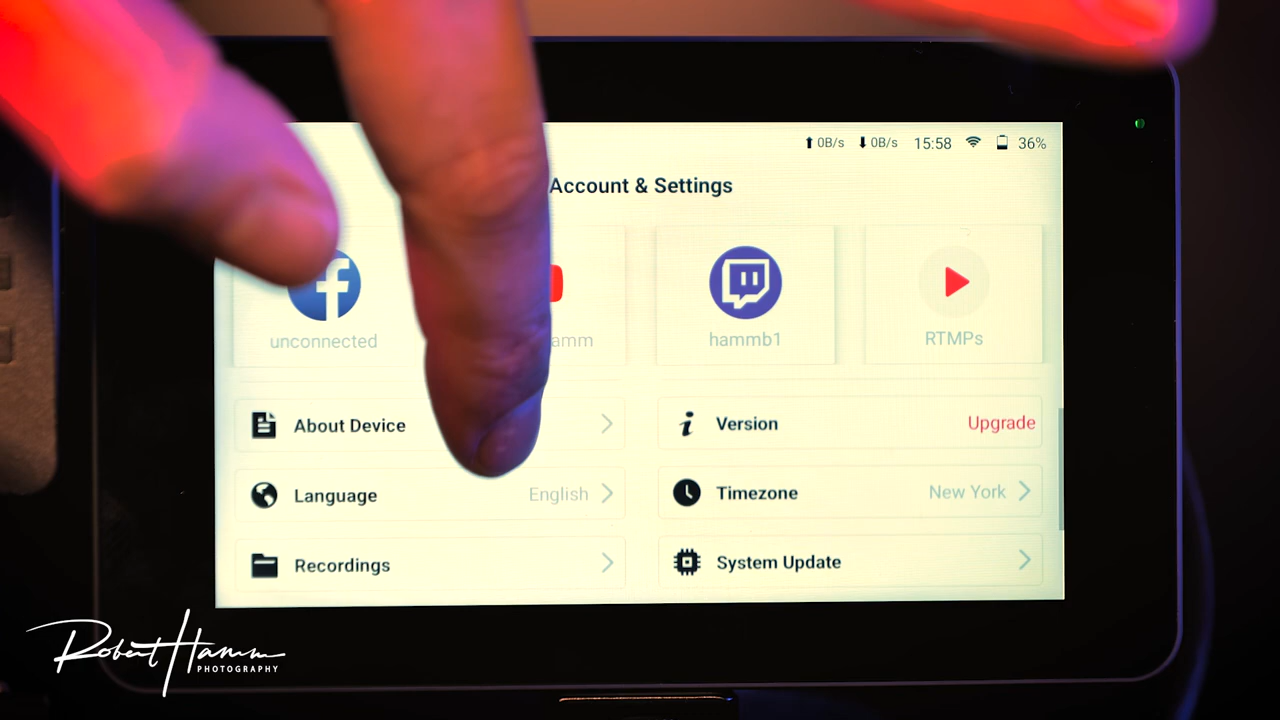 0B/s 0B/s 15:58 36%
Account & Settings
unconnected amm hammb1 RTMPs
About Device Version Upgrade
Language English Timezone New York
Recordings System Update
Robert Hamm
PHOTOGRAPHY